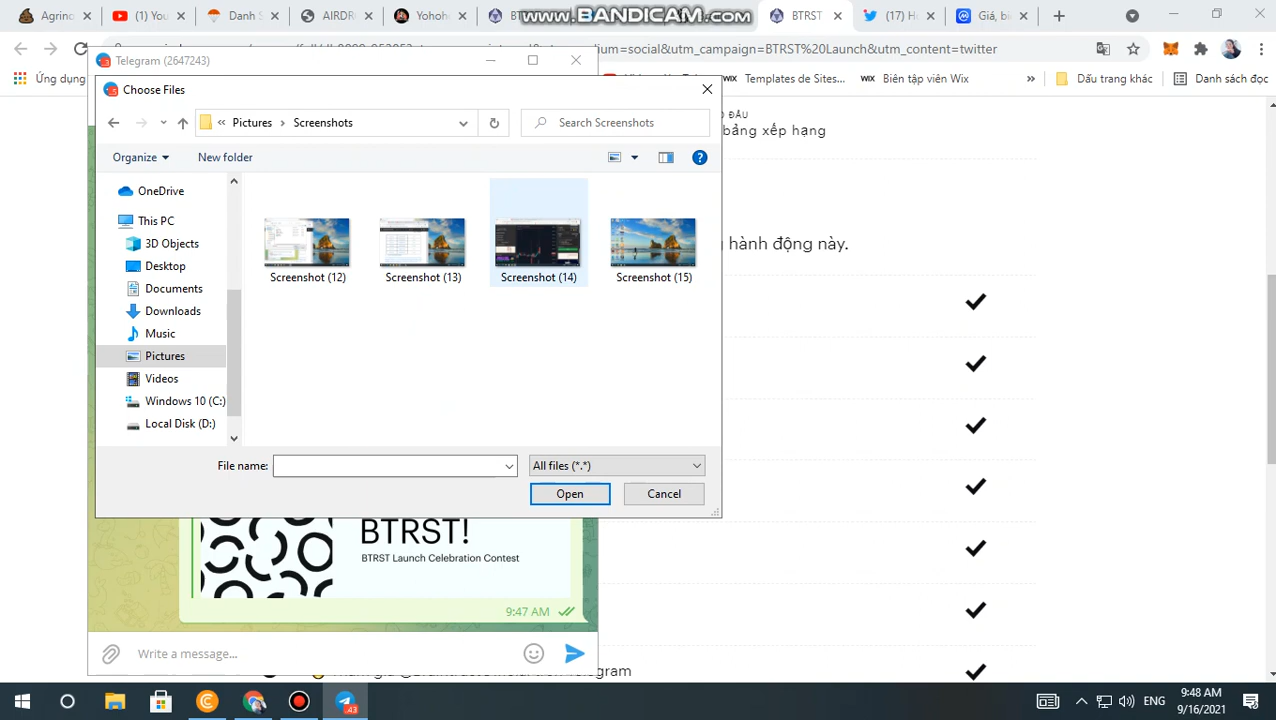 Agrino
(1) You
Danh S
AIRDR
Yohoh
BT
www.BANDICAM.com
BTRST
(17) Ho
Giá, bi
m=social&utm_campaign=BTRST%20Launch&utm_content=twitter
Ứng dụng
Templates de Sites...
Biên tập viên Wix
»
Dấu trang khác
Danh sách đọc
Telegram (2647243)
Choose Files
« Pictures > Screenshots
Search Screenshots
Organize
New folder
OneDrive
This PC
3D Objects
Desktop
Documents
Downloads
Music
Pictures
Videos
Windows 10 (C:)
Local Disk (D:)
Screenshot (12)
Screenshot (13)
Screenshot (14)
Screenshot (15)
File name:
All files (*.*)
Open
Cancel
bảng xếp hạng
hành động này.
BTRST!
BTRST Launch Celebration Contest
9:47 AM
Write a message...
ENG
9:48 AM
9/16/2021
.43